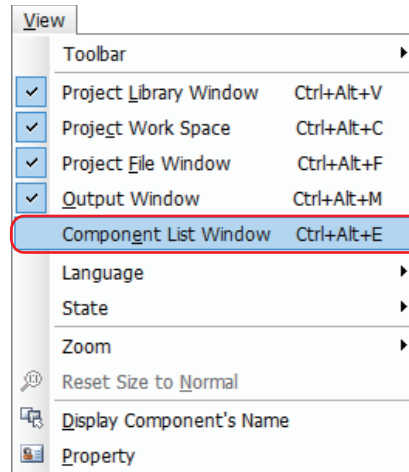 View
Toolbar
Project Library Window Ctrl+Alt+V
Project Work Space Ctrl+Alt+C
Project File Window Ctrl+Alt+F
Output Window Ctrl+Alt+M
Component List Window Ctrl+Alt+E
Language
State
Zoom
Reset Size to Normal
Display Component's Name
Property